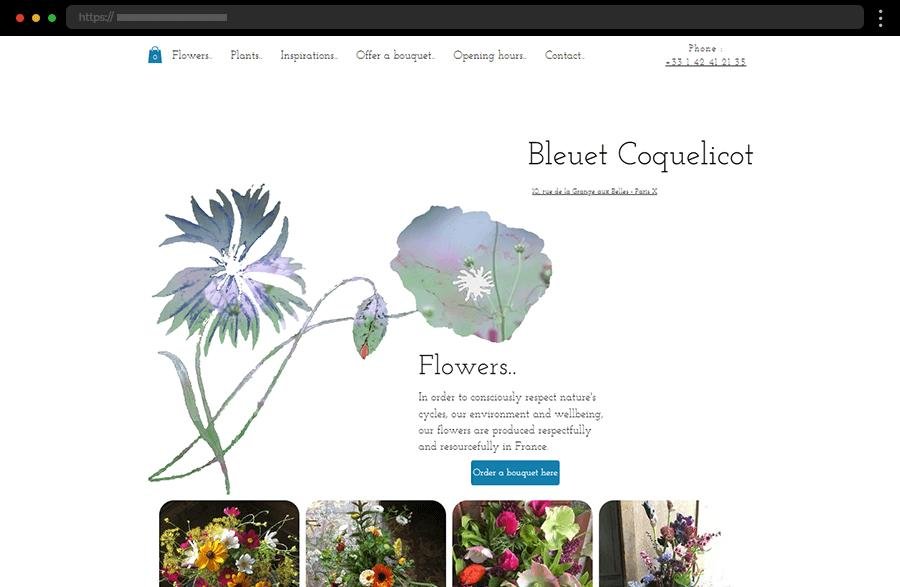 https://
0
Flowers.. Plants.. Inspirations.. Offer a bouquet.. Opening hours.. Contact..
Phone :
+33 1 42 41 21 35
Bleuet Coquelicot
10, rue de la Grange aux Belles - Paris X
Flowers..
In order to consciously respect nature's
cycles, our environment and wellbeing,
our flowers are produced respectfully
and resourcefully in France.
Order a bouquet here